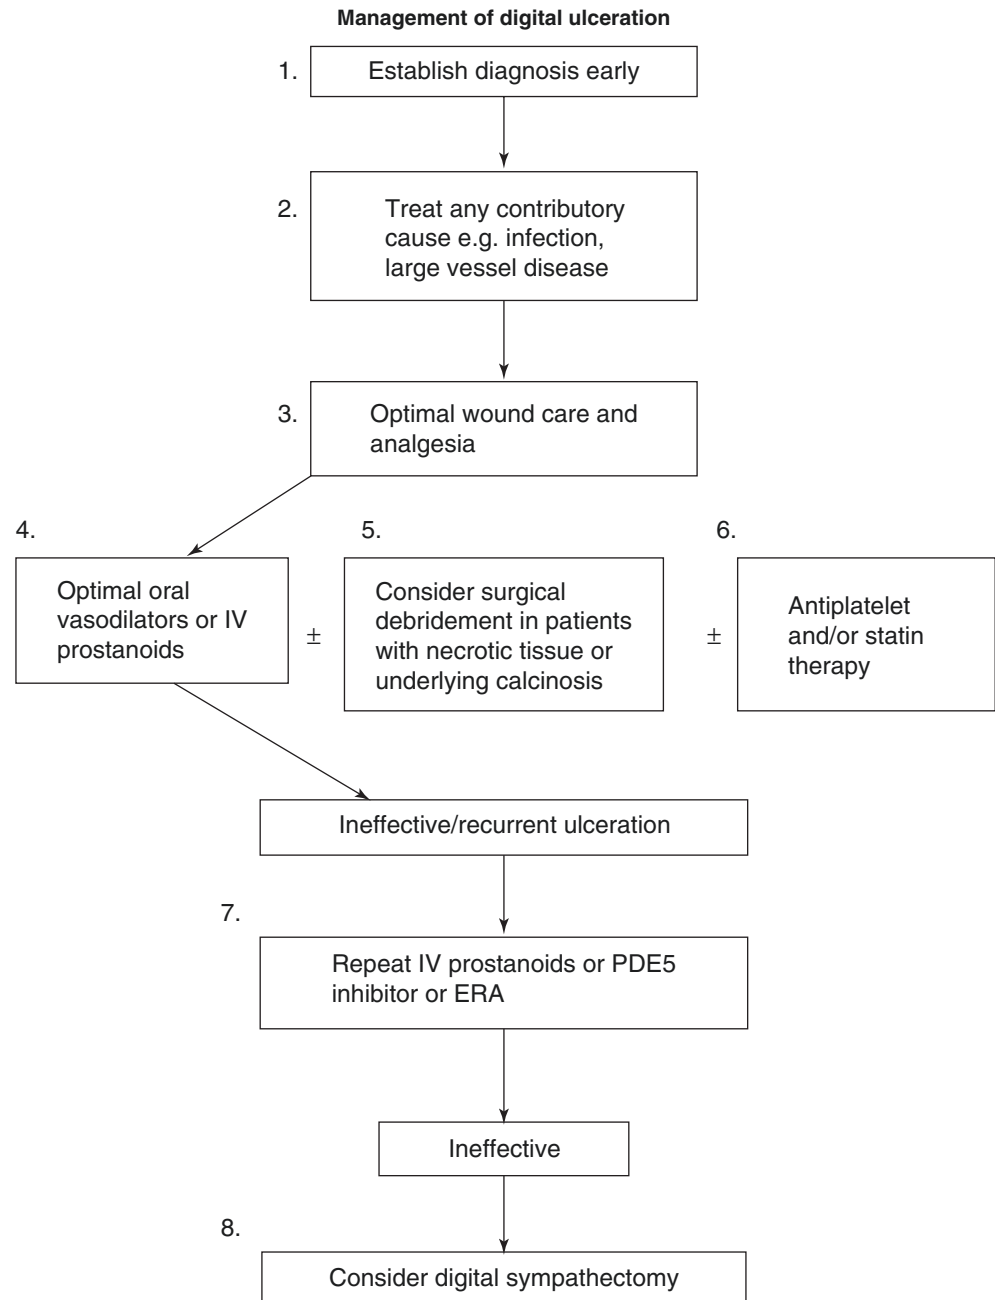 Management of digital ulceration
1.
Establish diagnosis early
2.
Treat any contributory
cause e.g. infection,
large vessel disease
3.
Optimal wound care and
analgesia
4.
Optimal oral
vasodilators or IV
prostanoids
±
5.
Consider surgical
debridement in patients
with necrotic tissue or
underlying calcinosis
±
6.
Antiplatelet
and/or statin
therapy
Ineffective/recurrent ulceration
7.
Repeat IV prostanoids or PDE5
inhibitor or ERA
Ineffective
8.
Consider digital sympathectomy